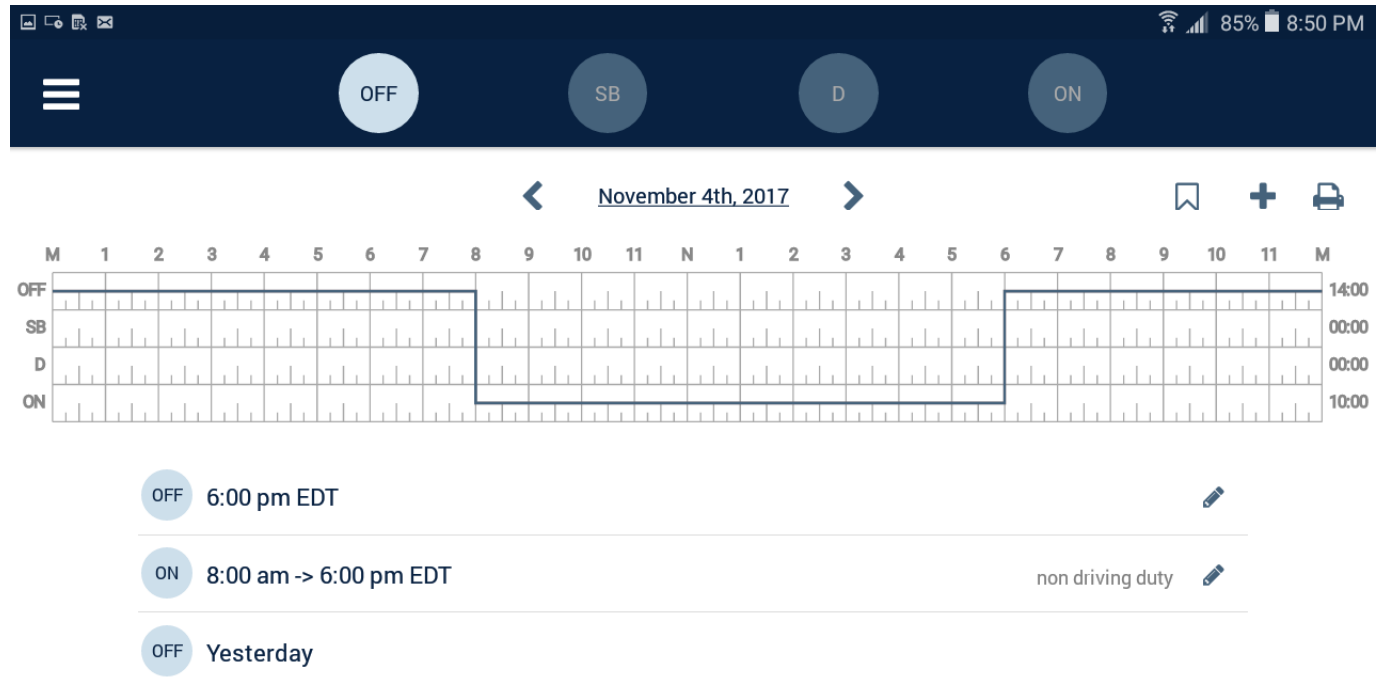 85% 8:50 PM
OFF SB D ON
November 4th, 2017
M 1 2 3 4 5 6 7 8 9 10 11 N 1 2 3 4 5 6 7 8 9 10 11 M
OFF 14:00
SB 00:00
D 00:00
ON 10:00
OFF 6:00 pm EDT
ON 8:00 am -> 6:00 pm EDT non driving duty
OFF Yesterday